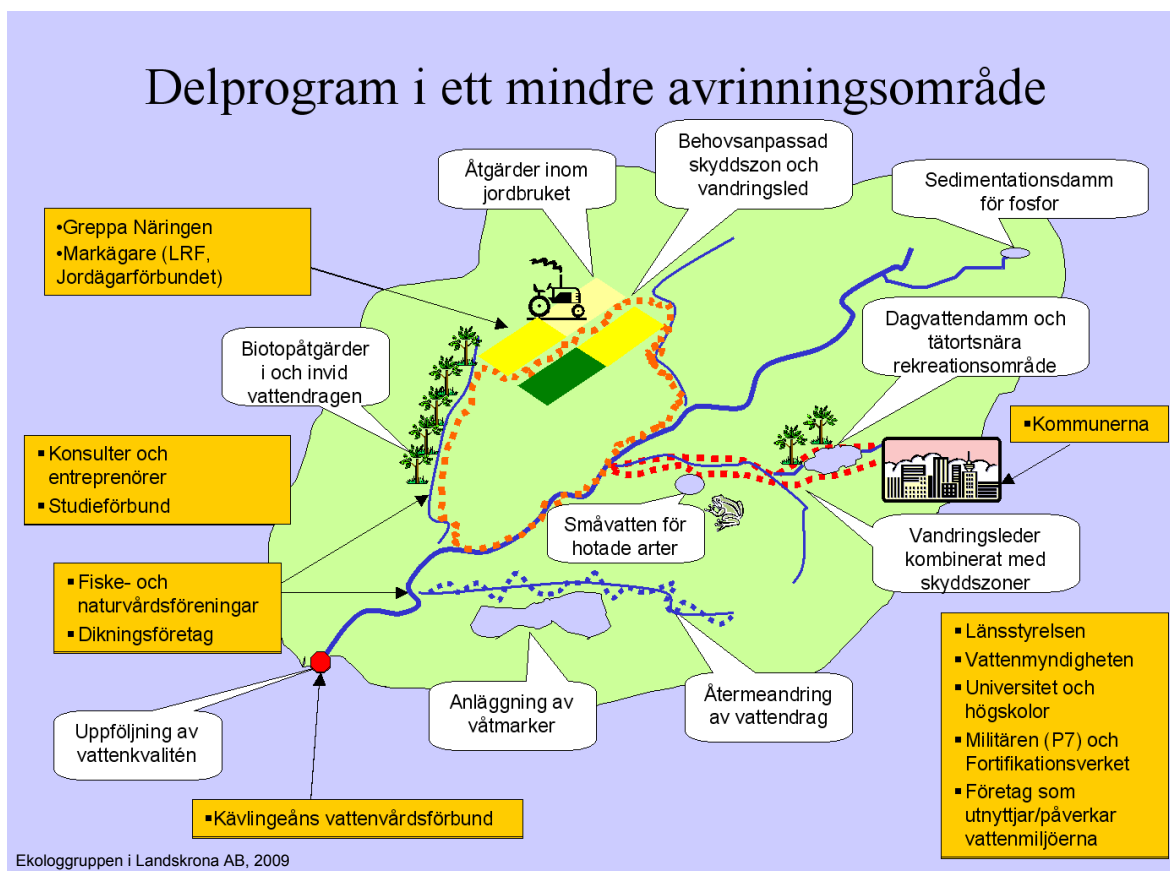 Delprogram i ett mindre avrinningsområde
Åtgärder inom
jordbruket
Behovsanpassad
skyddszon och
vandringsled
Sedimentationsdamm
för fosfor
•Greppa Näringen
•Markägare (LRF,
Jordägarförbundet)
Biotopåtgärder
i och invid
vattendragen
Dagvattendamm och
tätortsnära
rekreationsområde
▪Kommunerna
▪ Konsulter och
entreprenörer
▪ Studieförbund
Småvatten för
hotade arter
Vandringsleder
kombinerat med
skyddszoner
▪ Fiske- och
naturvårdsföreningar
▪ Dikningsföretag
▪ Länsstyrelsen
▪ Vattenmyndigheten
▪ Universitet och
högskolor
▪ Militären (P7) och
Fortifikationsverket
▪ Företag som
utnyttjar/påverkar
vattenmiljöerna
Uppföljning av
vattenkvalitén
Anläggning av
våtmarker
Återmeandring
av vattendrag
▪Kävlingeåns vattenvårdsförbund
Ekologgruppen i Landskrona AB, 2009